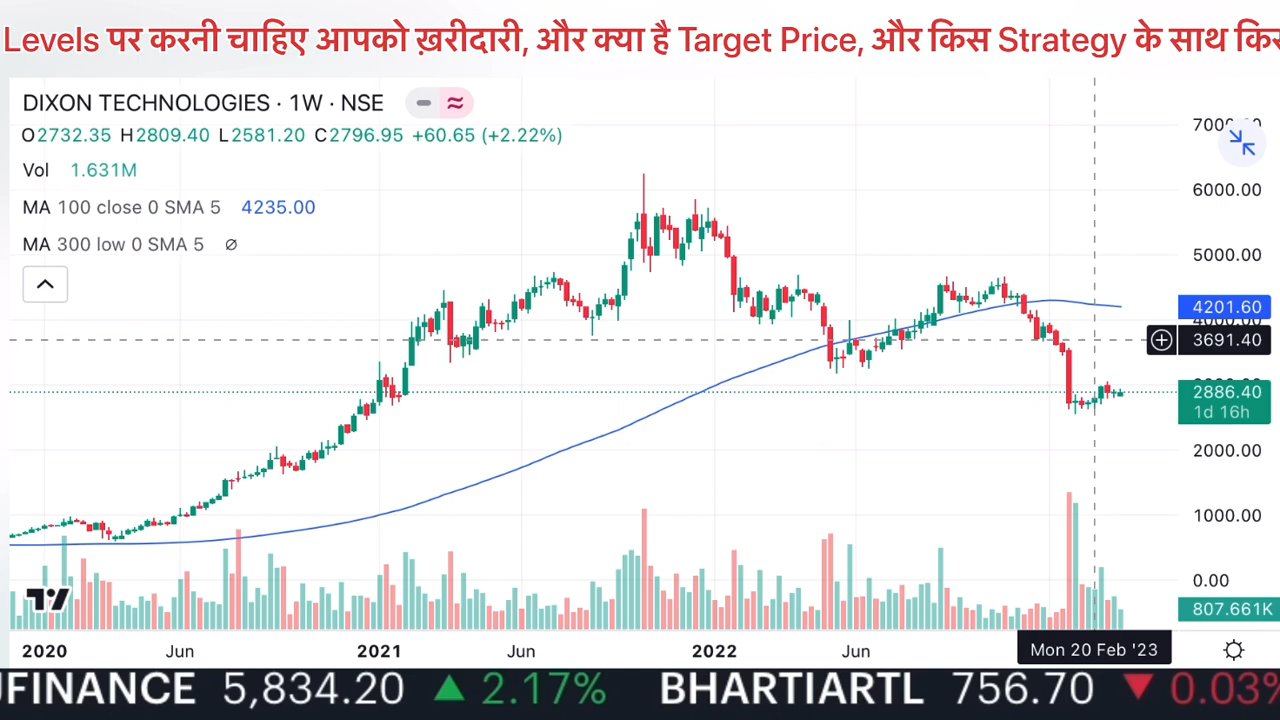 Levels पर करनी चाहिए आपको ख़रीदारी, और क्या है Target Price, और किस Strategy के साथ
DIXON TECHNOLOGIES · 1W · NSE
O2732.35 H2809.40 L2581.20 C2796.95 +60.65 (+2.22%)
Vol 1.631M
MA 100 close 0 SMA 5 4235.00
MA 300 low 0 SMA 5 ∅
6000.00
5000.00
4201.60
3691.40
2886.40
1d 16h
2000.00
1000.00
0.00
807.661K
2020 Jun 2021 Jun 2022 Jun Mon 20 Feb '23
FINANCE 5,834.20 ▲ 2.17% BHARTIARTL 756.70 ▼ 0.03%